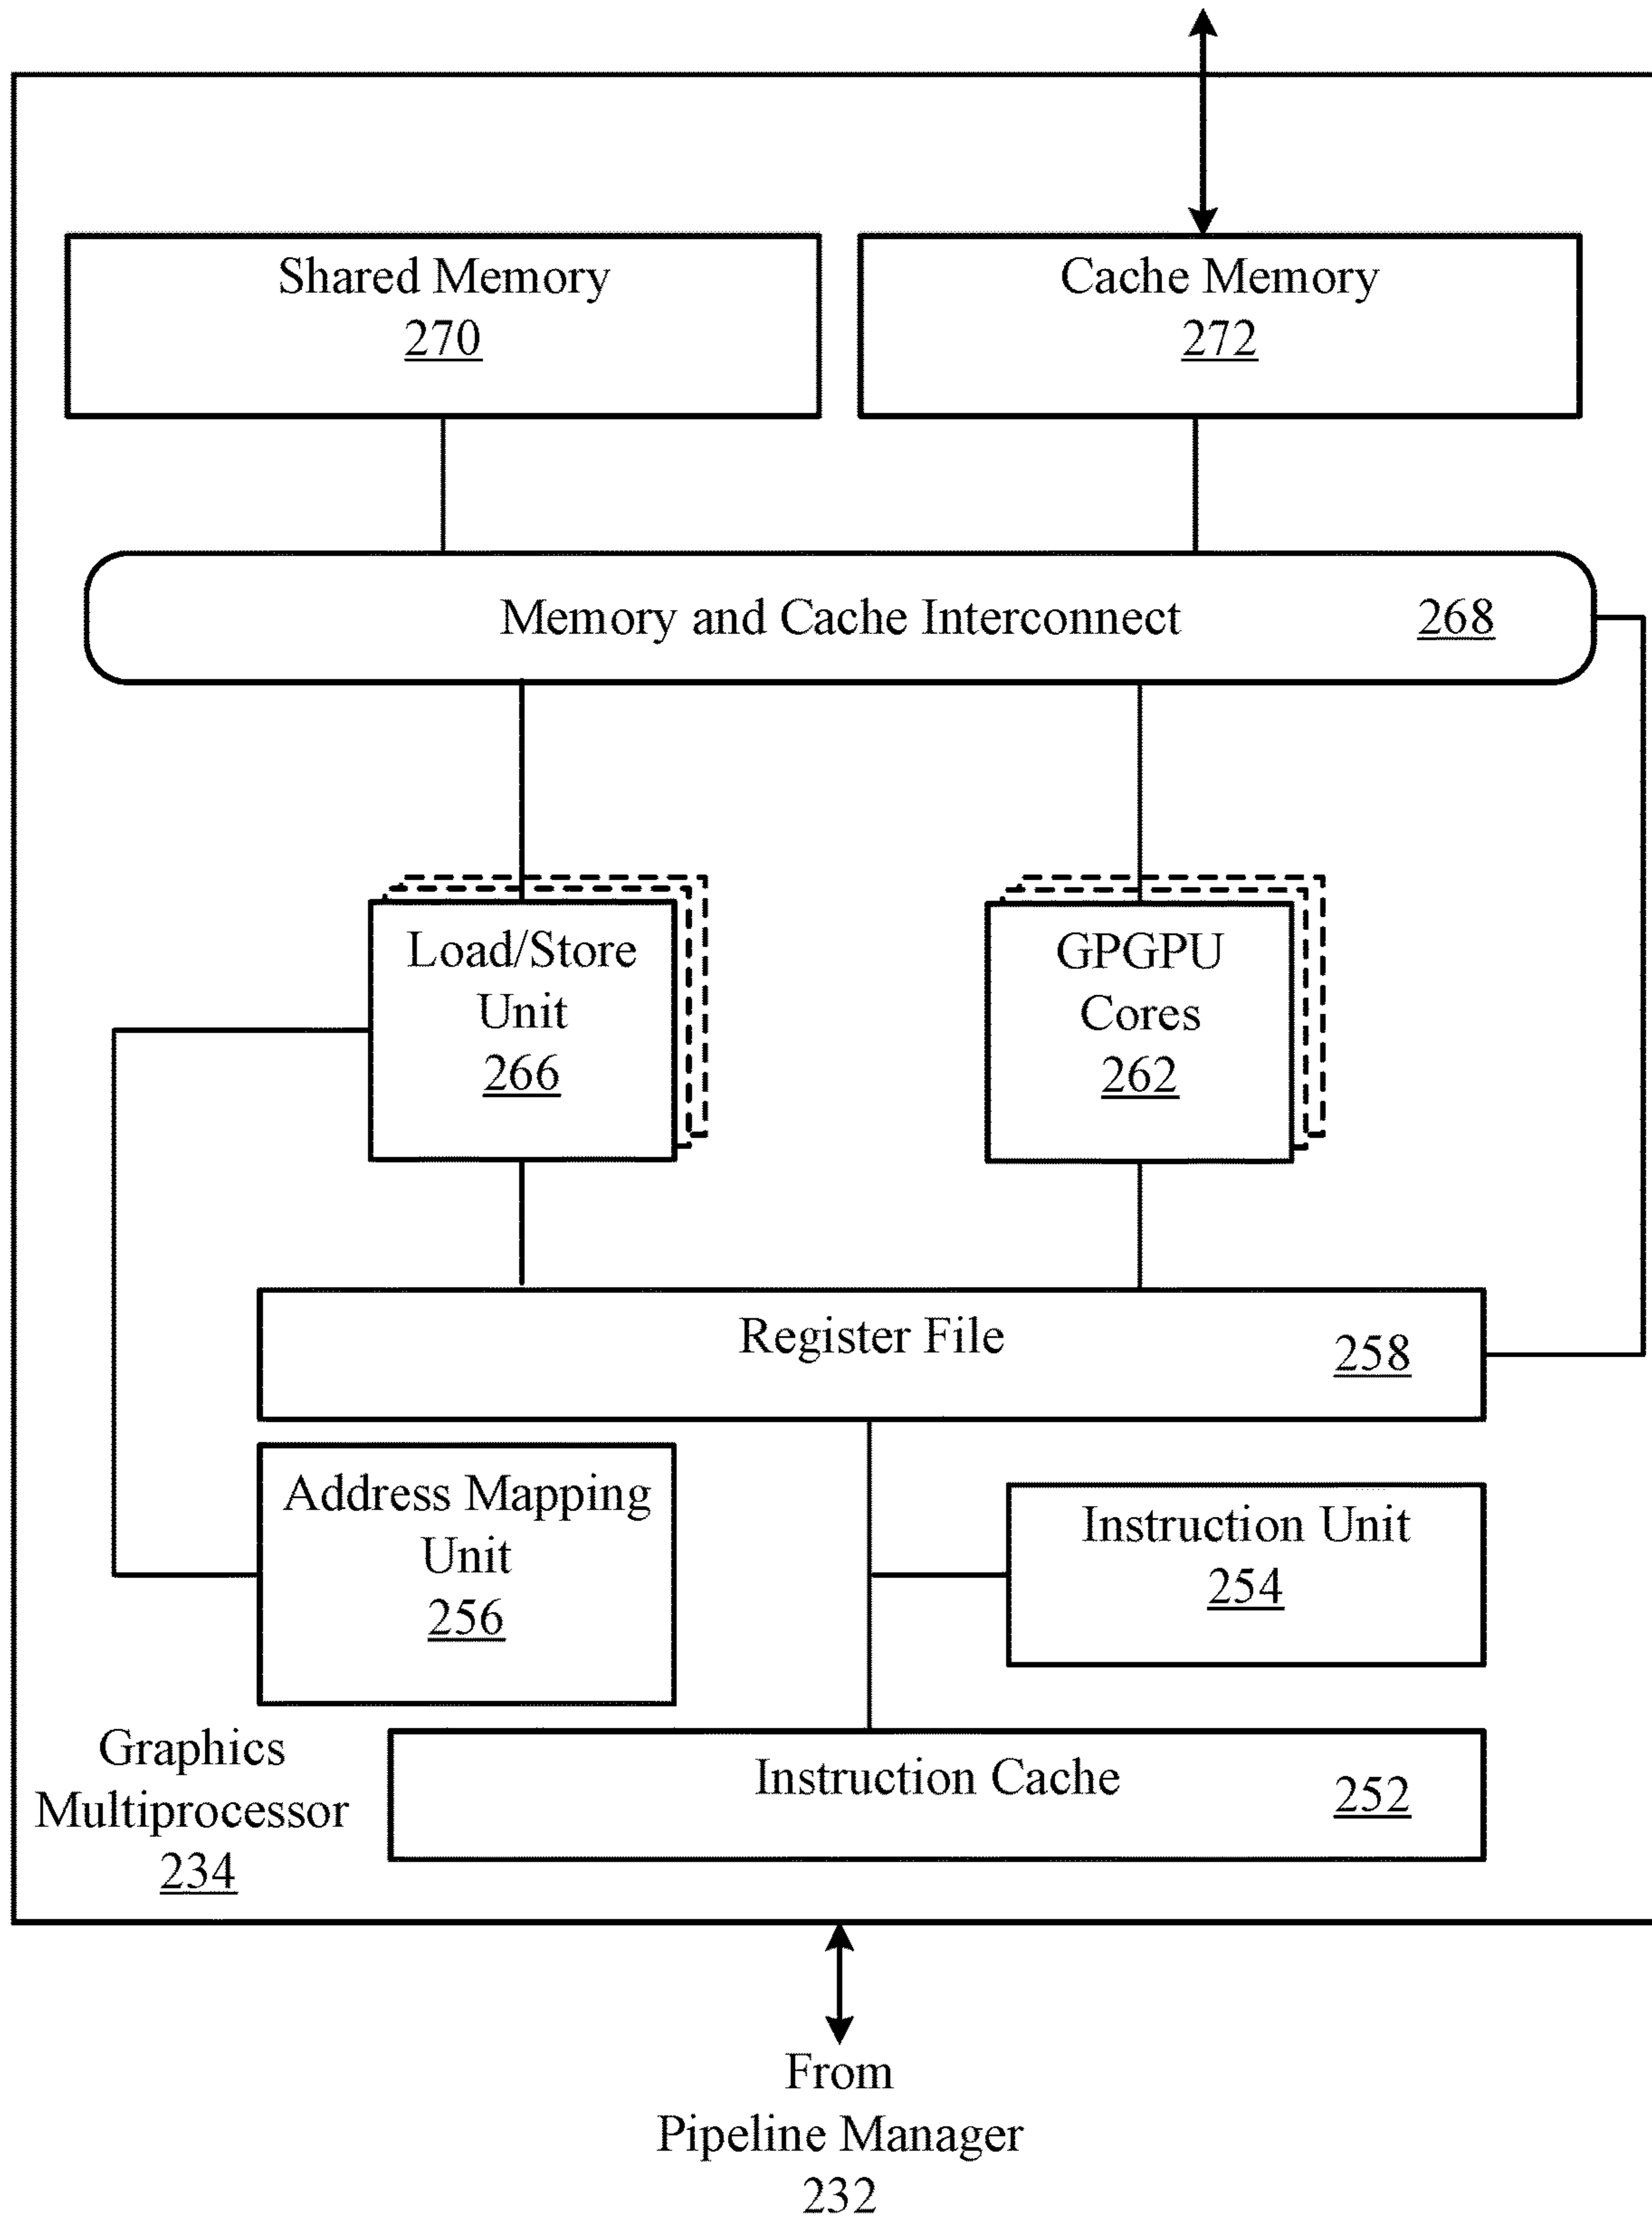 Shared Memory
270
Cache Memory
272
Memory and Cache Interconnect 268
Load/Store
Unit
266
GPGPU
Cores
262
Register File 258
Address Mapping
Unit
256
Instruction Unit
254
Graphics
Multiprocessor
234
Instruction Cache 252
From
Pipeline Manager
232